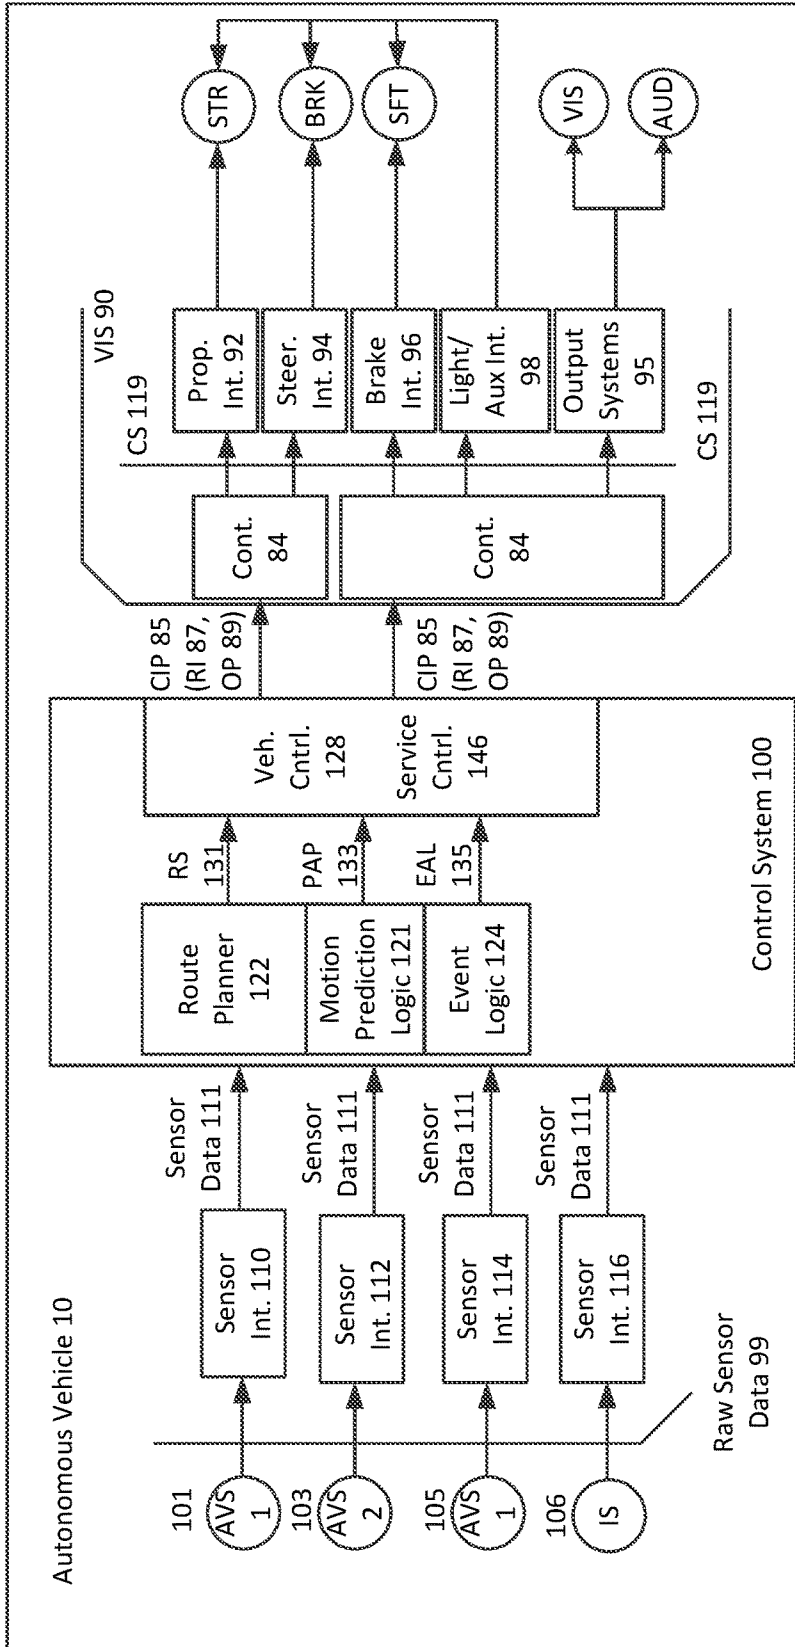 Autonomous Vehicle 10
101
AVS
1
103
AVS
2
105
AVS
1
106
IS
Raw Sensor
Data 99
Sensor
Int. 110
Sensor
Int. 112
Sensor
Int. 114
Sensor
Int. 116
Sensor
Data 111
Sensor
Data 111
Sensor
Data 111
Sensor
Data 111
Route
Planner
122
Motion
Prediction
Logic 121
Event
Logic 124
RS
131
PAP
133
EAL
135
Veh.
Cntrl.
128
Service
Cntrl.
146
Control System 100
CIP 85
(RI 87,
OP 89)
CIP 85
(RI 87,
OP 89)
Cont.
84
Cont.
84
VIS 90
CS 119
CS 119
Prop.
Int. 92
Steer.
Int. 94
Brake
Int. 96
Light/
Aux Int.
98
Output
Systems
95
STR
BRK
SFT
VIS
AUD